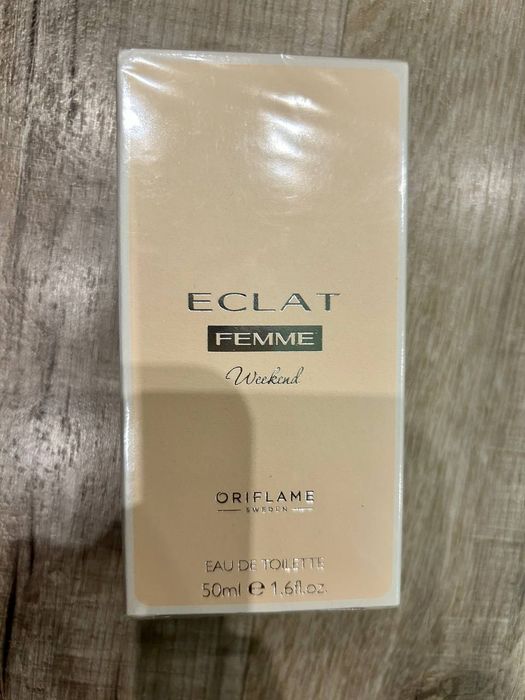 ECLAT
FEMME
Weekend
ORIFLAME
SWEDEN
EAU DE TOILETTE
50ml ℮ 1.6fl.oz.